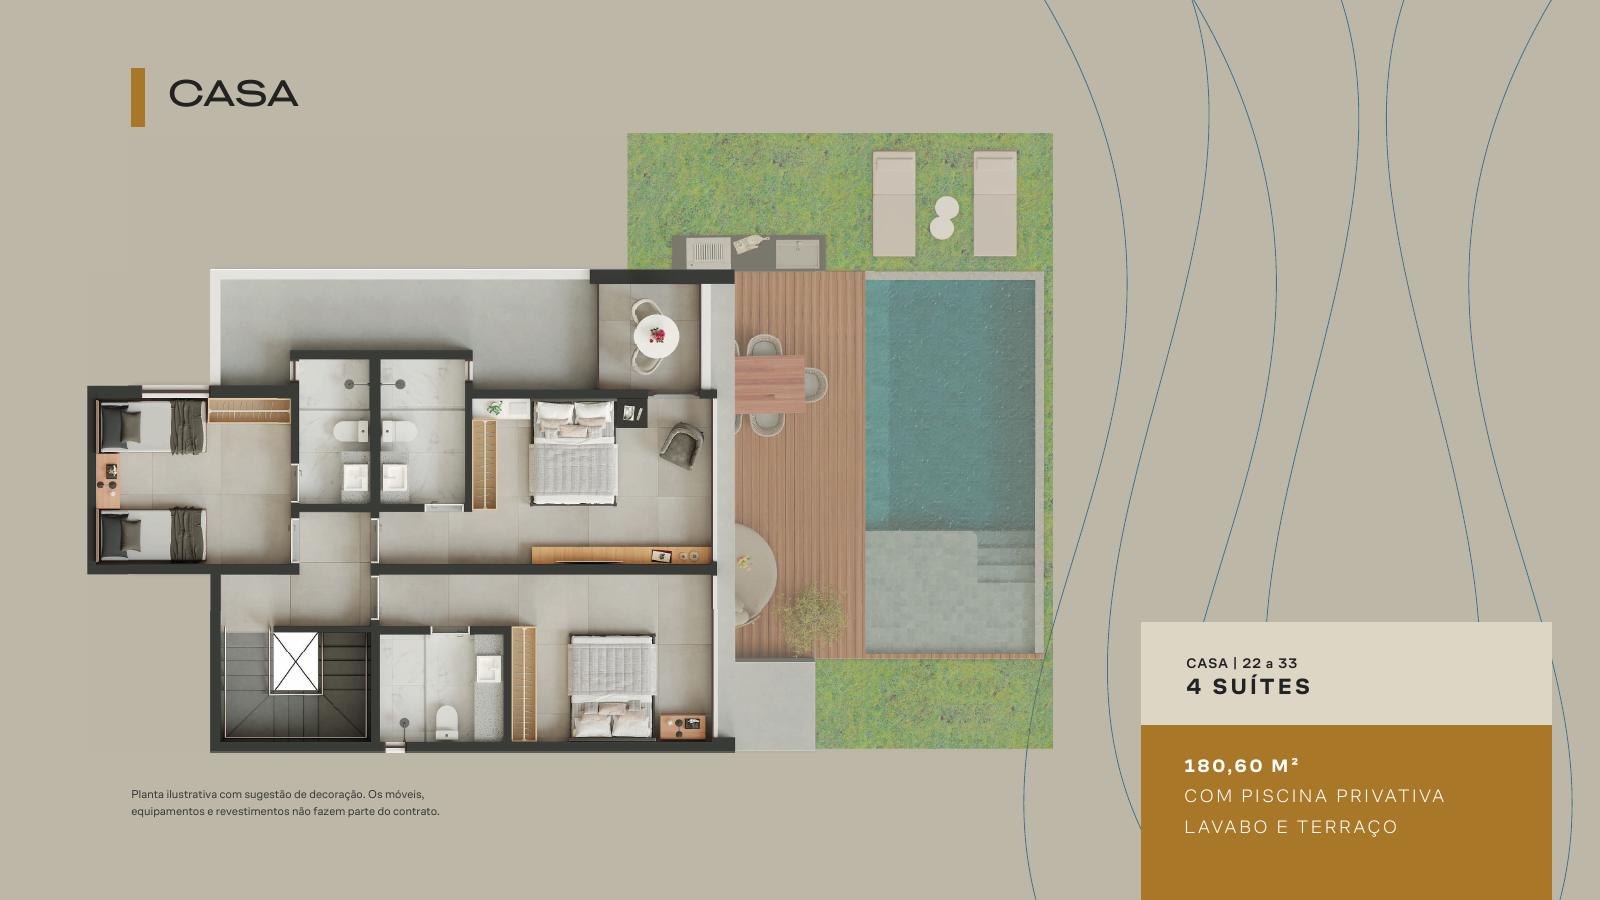 CASA
CASA | 22 a 33
4 SUÍTES
180,60 M²
COM PISCINA PRIVATIVA
LAVABO E TERRAÇO
Planta ilustrativa com sugestão de decoração. Os móveis,
equipamentos e revestimentos não fazem parte do contrato.